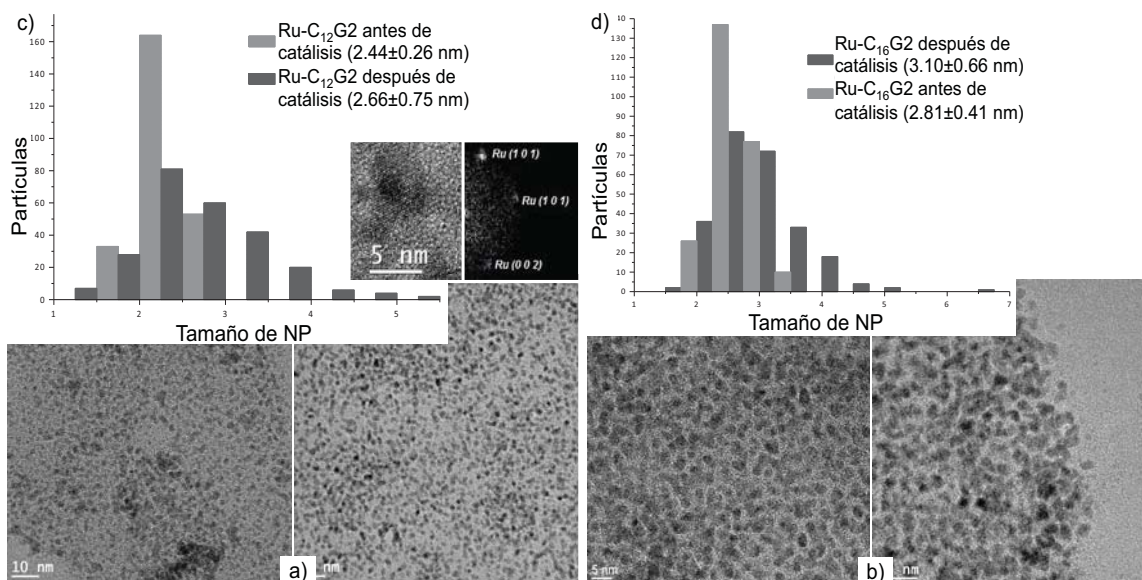 c)
Ru-C₁₂G2 antes de
catálisis (2.44±0.26 nm)
Ru-C₁₂G2 después de
catálisis (2.66±0.75 nm)
Partículas
160
140
120
100
80
60
40
20
0
1 2 3 4 5
Tamaño de NP
5 nm
Ru (1 0 1)
Ru (1 0 1)
Ru (0 0 2)
d)
Ru-C₁₆G2 después de
catálisis (3.10±0.66 nm)
Ru-C₁₆G2 antes de
catálisis (2.81±0.41 nm)
Partículas
130
120
110
100
90
80
70
60
50
40
30
20
10
0
1 2 3 4 5 6 7
Tamaño de NP
10 nm
a)
nm
5 nm
b)
nm